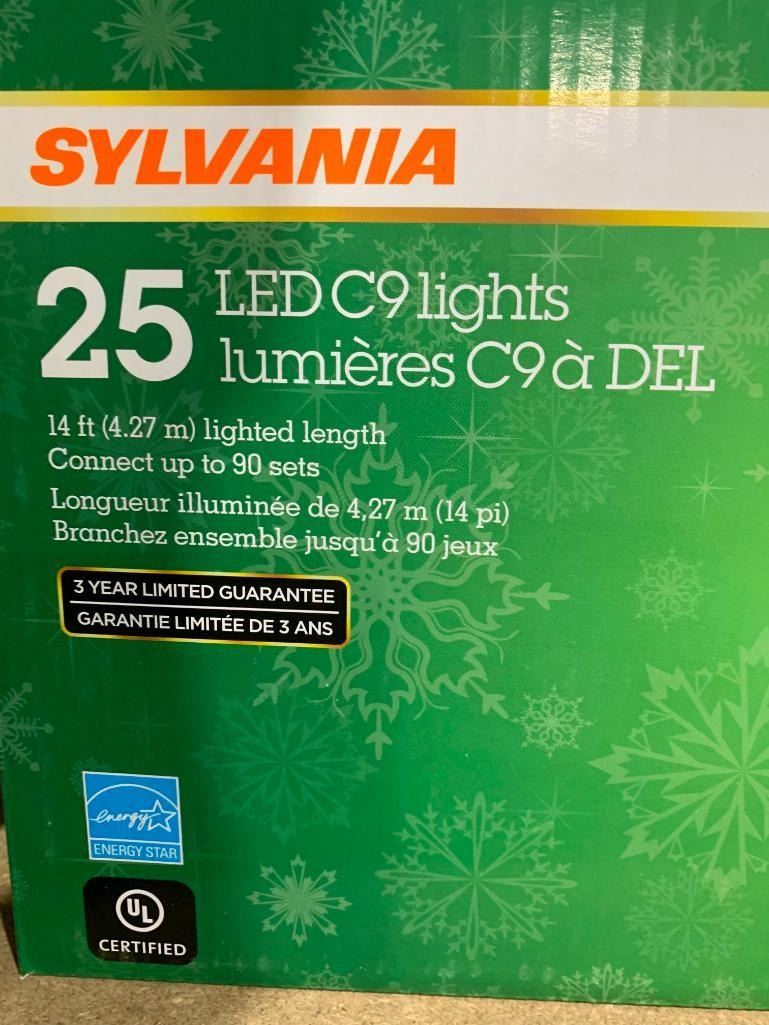 SYLVANIA
25 LED C9 lights
lumières C9 à DEL
14 ft (4.27 m) lighted length
Connect up to 90 sets
Longueur illuminée de 4,27 m (14 pi)
Branchez ensemble jusqu'à 90 jeux
3 YEAR LIMITED GUARANTEE
GARANTIE LIMITÉE DE 3 ANS
energy
ENERGY STAR
UL
CERTIFIED